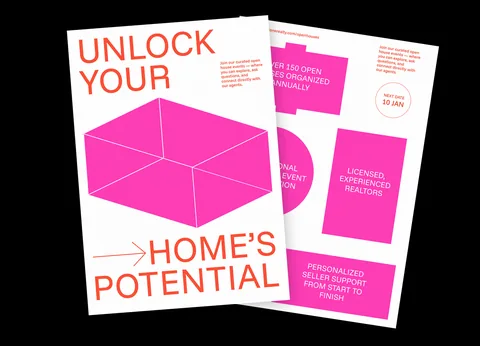 UNLOCK
YOUR
Join our curated open
house events — where
you can explore, ask
questions, and
connect directly with
our agents.
HOME'S
POTENTIAL
Join our curated open
house events — where
you can explore, ask
questions, and
connect directly with
our agents.
150 OPEN
ORGANIZED
ANNUALLY
NEXT DATE
10 JAN
EVENT
LICENSED,
EXPERIENCED
REALTORS
PERSONALIZED
SELLER SUPPORT
FROM START TO
FINISH